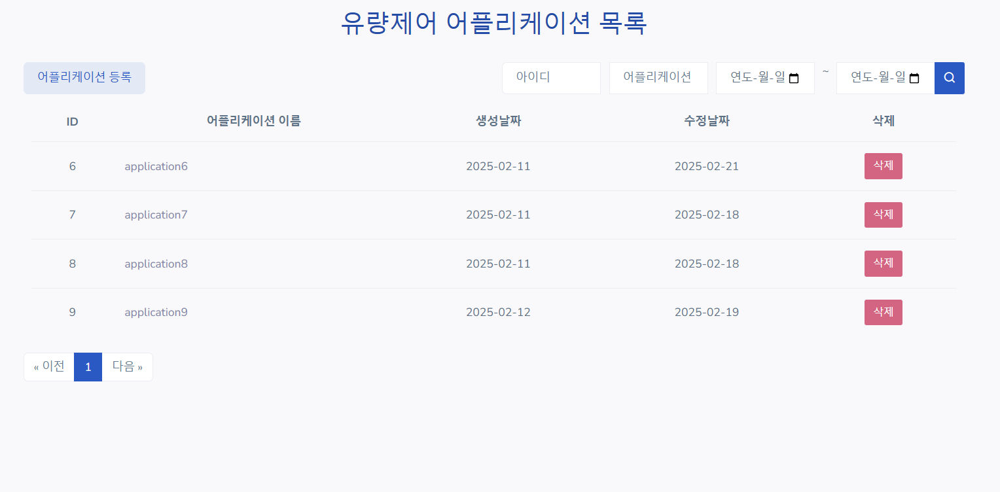 유량제어 어플리케이션 목록
어플리케이션 등록 아이디 어플리케이션 연도-월-일 ~ 연도-월-일
ID 어플리케이션 이름 생성날짜 수정날짜 삭제
6 application6 2025-02-11 2025-02-21 삭제
7 application7 2025-02-11 2025-02-18 삭제
8 application8 2025-02-11 2025-02-18 삭제
9 application9 2025-02-12 2025-02-19 삭제
« 이전 1 다음 »